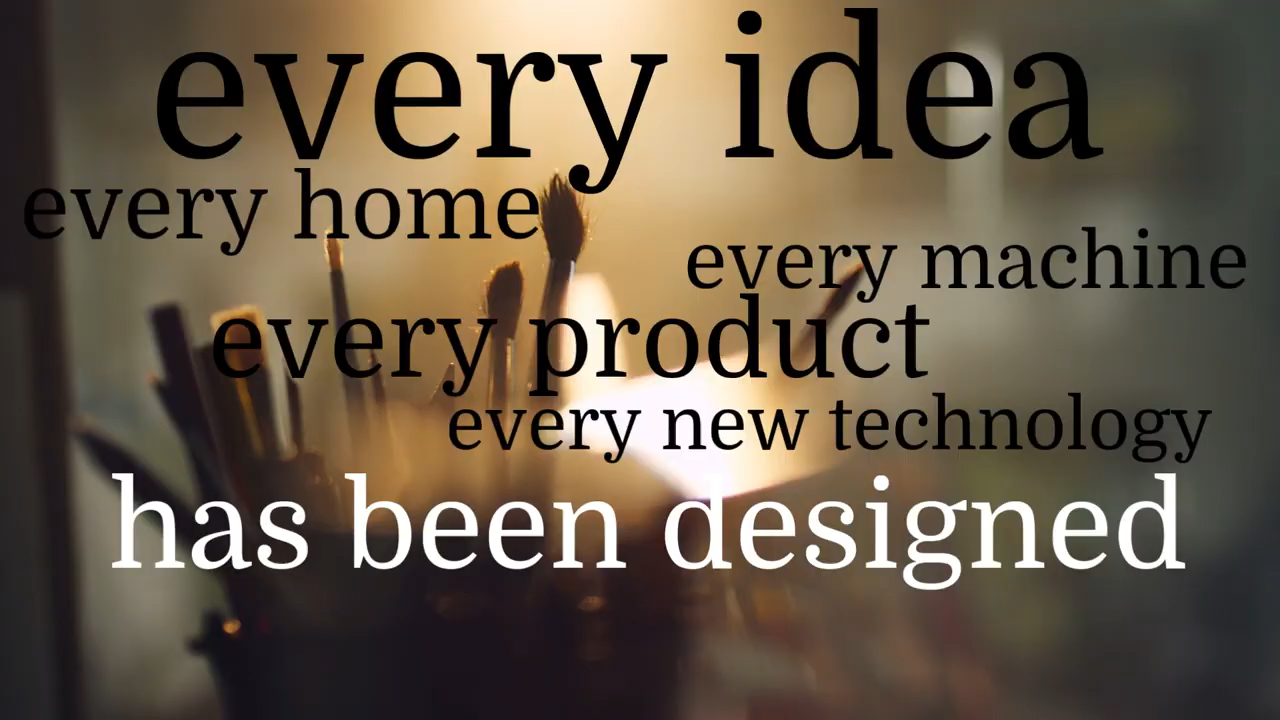 every idea
every home
every machine
every product
every new technology
has been designed